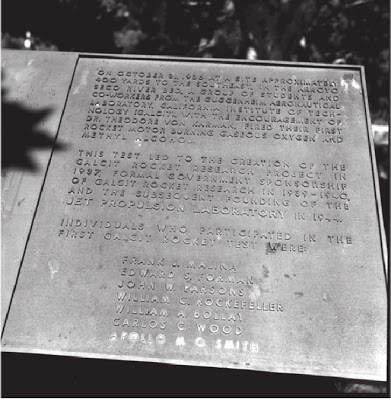 ON OCTOBER 31, 1936 AT A SITE APPROXIMATELY
400 YARDS TO THE SOUTHEAST IN THE ARROYO
SECO RIVER BED, A GROUP OF STUDENTS AND
CO-WORKERS FROM THE GUGGENHEIM AERONAUTICAL
LABORATORY, CALIFORNIA INSTITUTE OF TECH-
NOLOGY (GALCIT), WITH THE ENCOURAGEMENT OF
DR. THEODORE VON KARMAN, FIRED THEIR FIRST
ROCKET MOTOR BURNING GASEOUS OXYGEN AND
METHYL ALCOHOL.
THIS TEST LED TO THE CREATION OF THE
GALCIT ROCKET RESEARCH PROJECT IN
1937, FORMAL GOVERNMENT SPONSORSHIP
OF GALCIT ROCKET RESEARCH IN 1939-1940,
AND THE SUBSEQUENT FOUNDING OF THE
JET PROPULSION LABORATORY IN 1944.
INDIVIDUALS WHO PARTICIPATED IN THE
FIRST GALCIT ROCKET TEST WERE:
FRANK J. MALINA
EDWARD S. FORMAN
JOHN W. PARSONS
WILLIAM C. ROCKEFELLER
WILLIAM A. BOLLAY
CARLOS C. WOOD
APOLLO M. O. SMITH